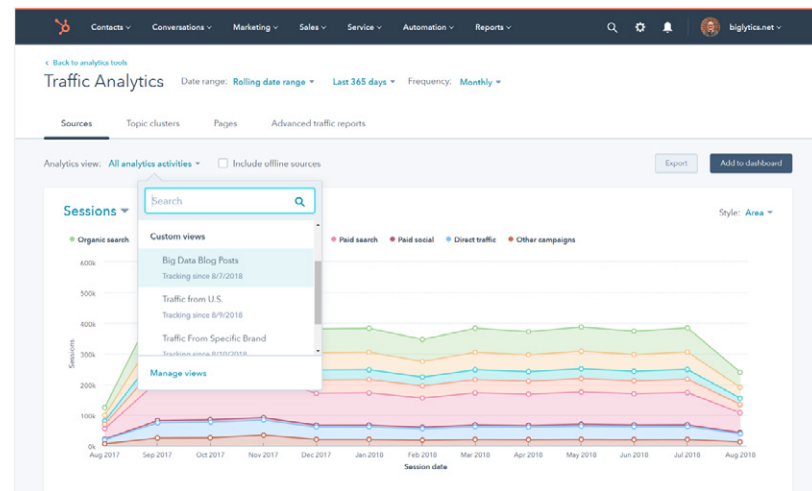 Contacts Conversations Marketing Sales Service Automation Reports biglytics.net
Back to analytics tools
Traffic Analytics Date range: Rolling date range Last 365 days Frequency: Monthly
Sources Topic clusters Pages Advanced traffic reports
Analytics view: All analytics activities Include offline sources Export Add to dashboard
Search
Sessions Style: Area
Organic search Paid search Paid social Direct traffic Other campaigns
Custom views
Big Data Blog Posts
Tracking since 8/7/2018
Traffic from U.S.
Tracking since 8/9/2018
Traffic From Specific Brand
Tracking since 8/10/2018
Manage views
600k
500k
400k
300k
200k
100k
0k
Sessions
Aug 2017 Sep 2017 Oct 2017 Nov 2017 Dec 2017 Jan 2018 Feb 2018 Mar 2018 Apr 2018 May 2018 Jun 2018 Jul 2018 Aug 2018
Session date